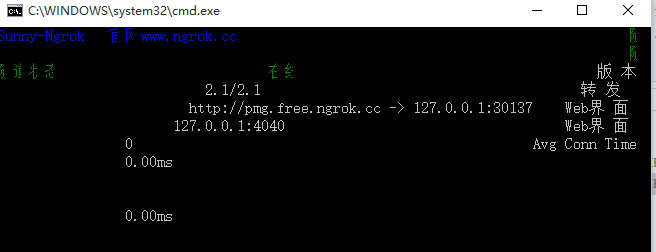 C:\WINDOWS\system32\cmd.exe
Sunny-Ngrok 官网 www.ngrok.cc
隧道状态 在线 版本
2.1/2.1 转发
http://pmg.free.ngrok.cc -> 127.0.0.1:30137 Web界面
127.0.0.1:4040 Web界面
0 Avg Conn Time
0.00ms
0.00ms